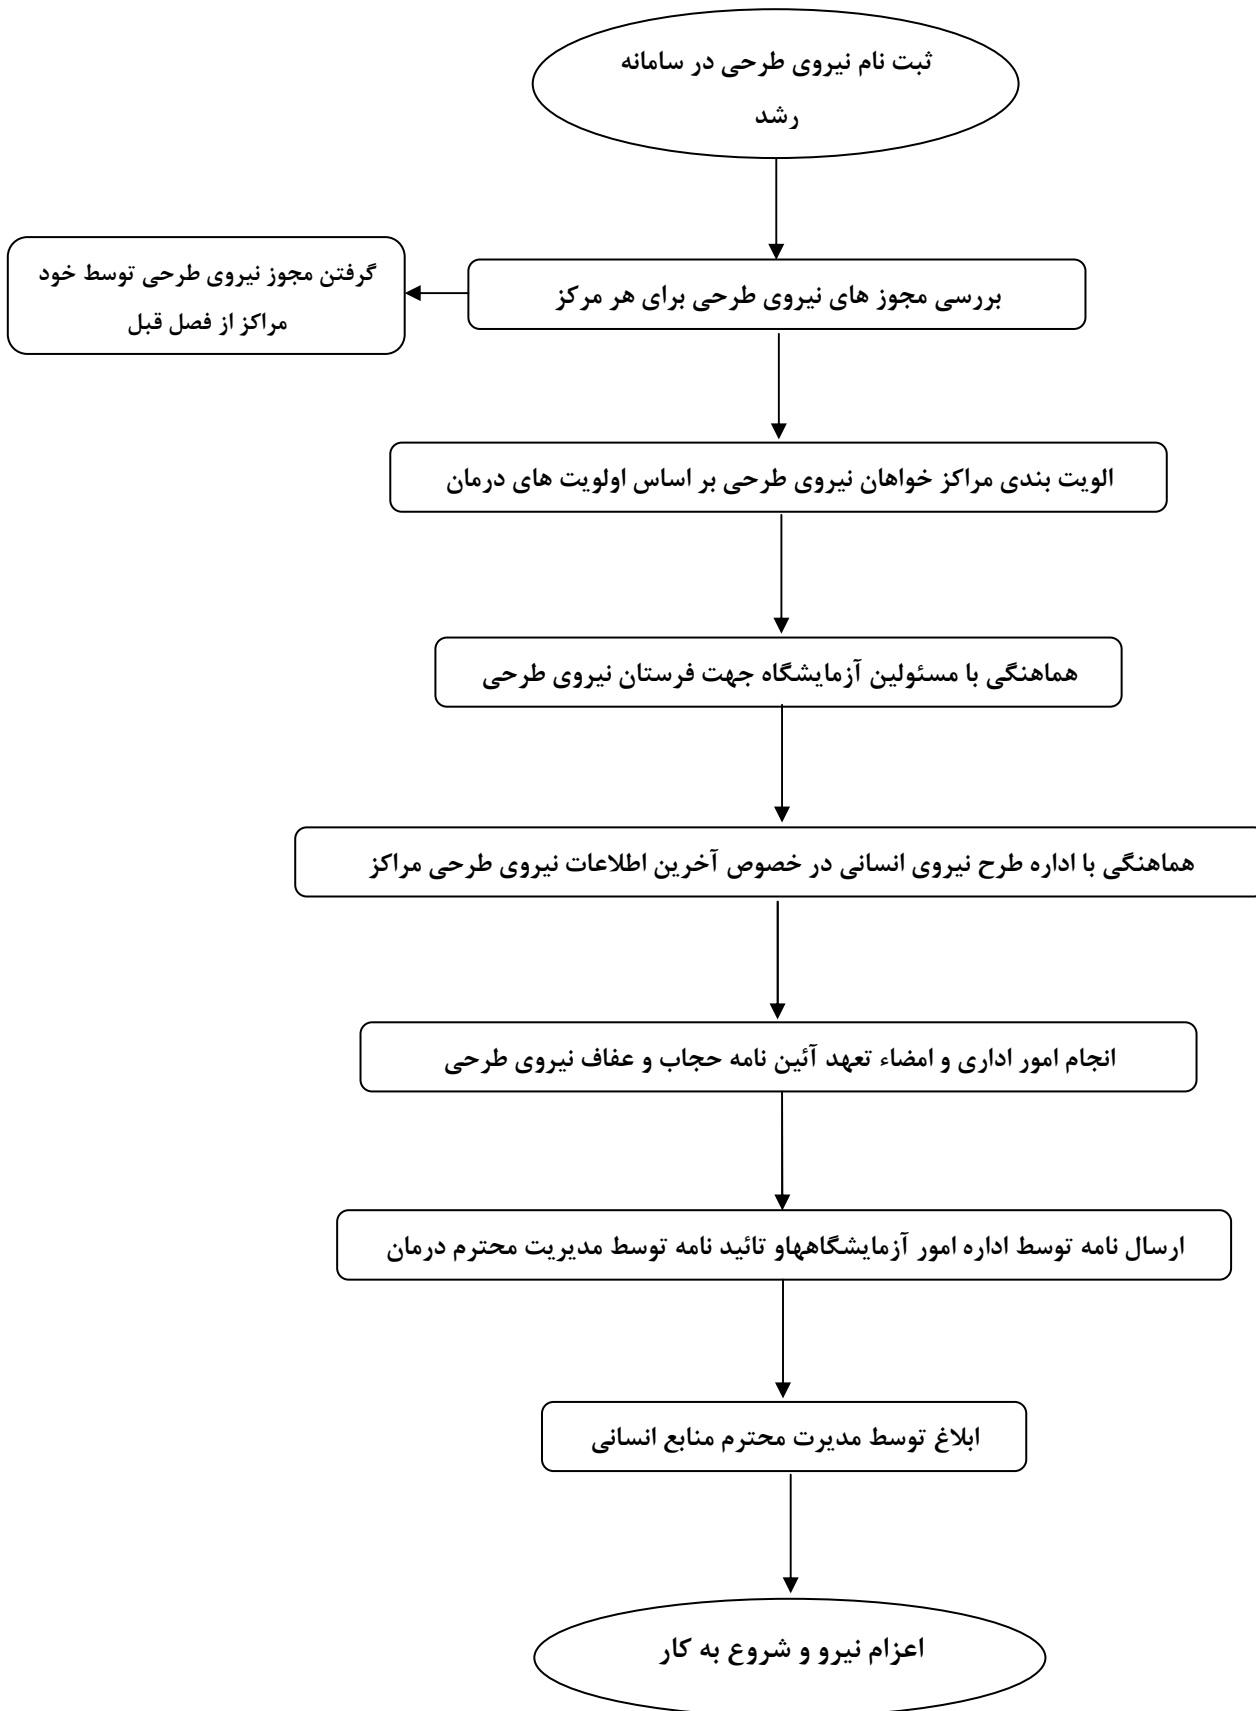 ثبت نام نیروی طرحی در سامانه
رشد
بررسی مجوز های نیروی طرحی برای هر مرکز
گرفتن مجوز نیروی طرحی توسط خود
مراکز از فصل قبل
الویت بندی مراکز خواهان نیروی طرحی بر اساس اولویت های درمان
هماهنگی با مسئولین آزمایشگاه جهت فرستان نیروی طرحی
هماهنگی با اداره طرح نیروی انسانی در خصوص آخرین اطلاعات نیروی طرحی مراکز
انجام امور اداری و امضاء تعهد آئین نامه حجاب و عفاف نیروی طرحی
ارسال نامه توسط اداره امور آزمایشگاههاو تائید نامه توسط مدیریت محترم درمان
ابلاغ توسط مدیرت محترم منابع انسانی
اعزام نیرو و شروع به کار